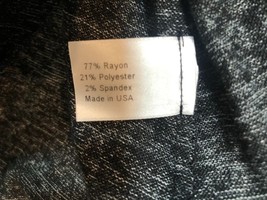 77% Rayon
21% Polyester
2% Spandex
Made in USA